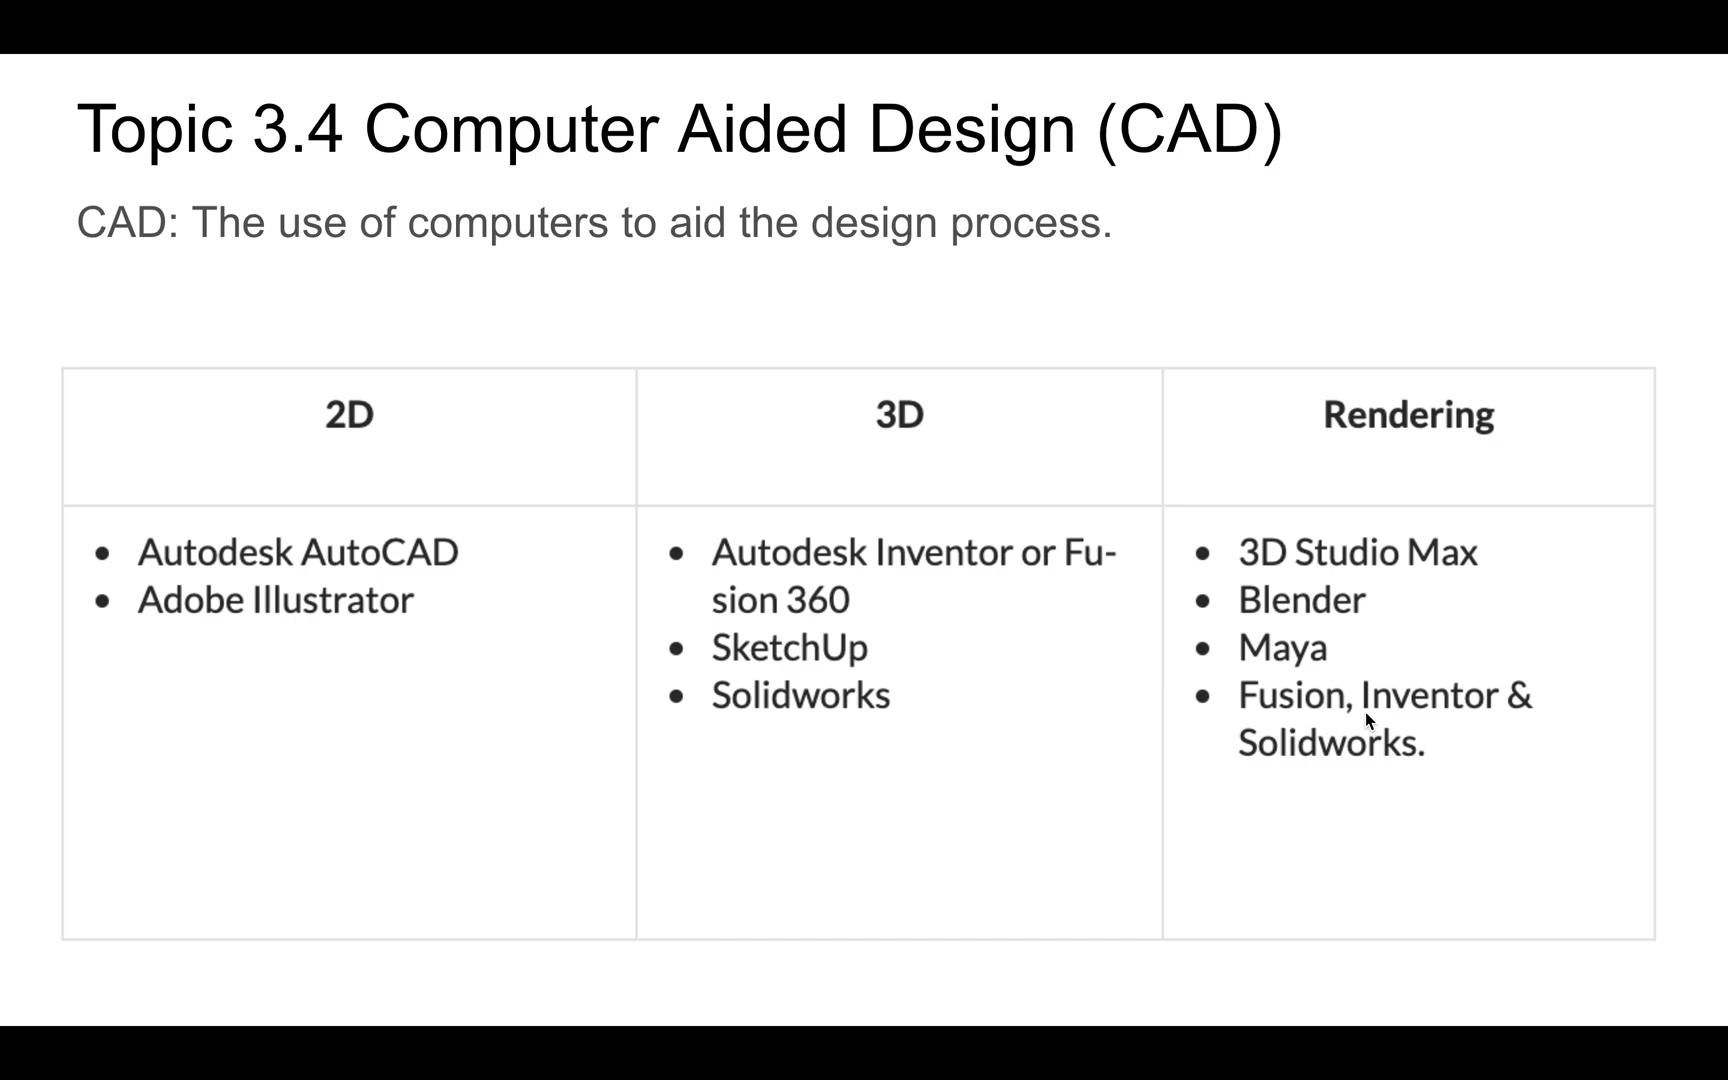 Topic 3.4 Computer Aided Design (CAD)
CAD: The use of computers to aid the design process.
2D
3D
Rendering
• Autodesk AutoCAD
• Adobe Illustrator
• Autodesk Inventor or Fu-
sion 360
• SketchUp
• Solidworks
• 3D Studio Max
• Blender
• Maya
• Fusion, Inventor &
Solidworks.